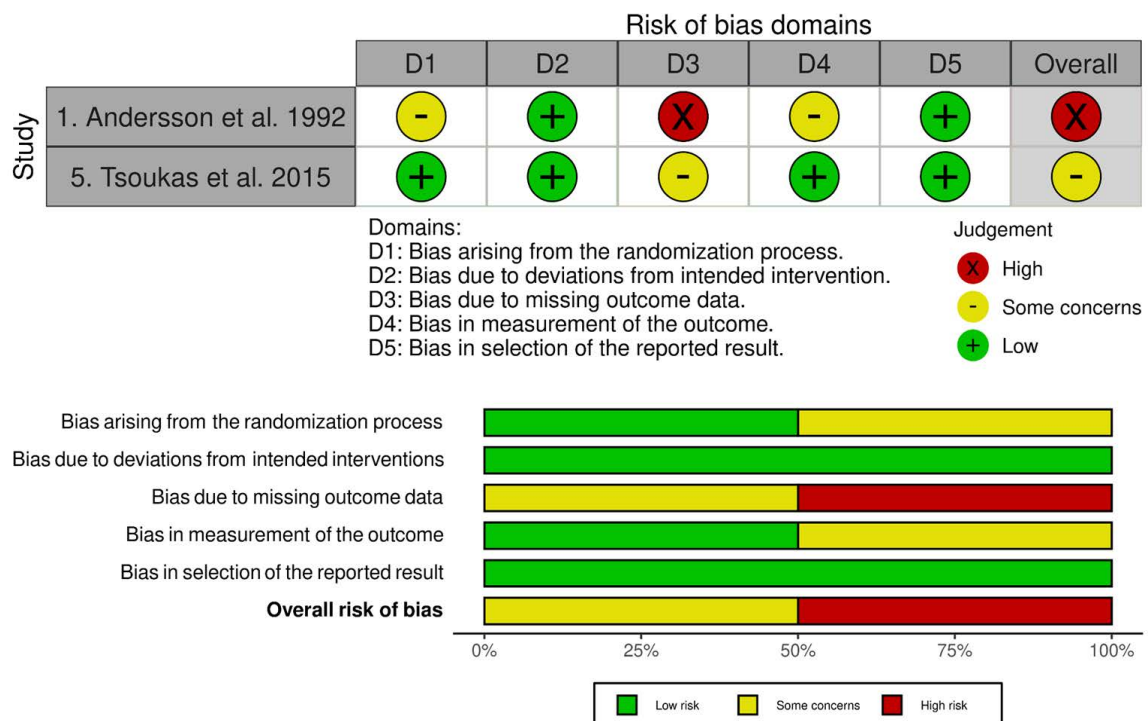 Risk of bias domains
D1 D2 D3 D4 D5 Overall
Study
1. Andersson et al. 1992 - + X - + X
5. Tsoukas et al. 2015 + + - + + -
Domains:
D1: Bias arising from the randomization process.
D2: Bias due to deviations from intended intervention.
D3: Bias due to missing outcome data.
D4: Bias in measurement of the outcome.
D5: Bias in selection of the reported result.
Judgement
X High
- Some concerns
+ Low
Bias arising from the randomization process
Bias due to deviations from intended interventions
Bias due to missing outcome data
Bias in measurement of the outcome
Bias in selection of the reported result
Overall risk of bias
0% 25% 50% 75% 100%
Low risk Some concerns High risk